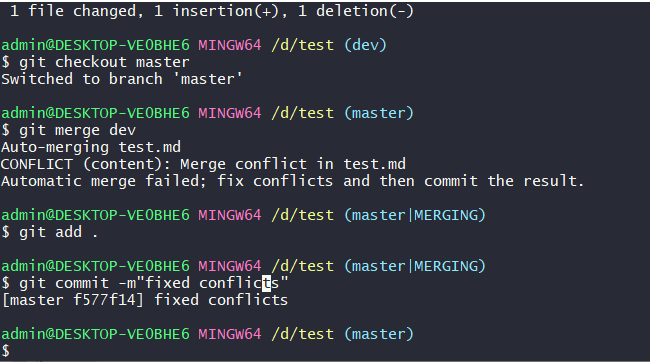 1 file changed, 1 insertion(+), 1 deletion(-)
admin@DESKTOP-VE0BHE6 MINGW64 /d/test (dev)
$ git checkout master
Switched to branch 'master'
admin@DESKTOP-VE0BHE6 MINGW64 /d/test (master)
$ git merge dev
Auto-merging test.md
CONFLICT (content): Merge conflict in test.md
Automatic merge failed; fix conflicts and then commit the result.
admin@DESKTOP-VE0BHE6 MINGW64 /d/test (master|MERGING)
$ git add .
admin@DESKTOP-VE0BHE6 MINGW64 /d/test (master|MERGING)
$ git commit -m"fixed conflicts"
[master f577f14] fixed conflicts
admin@DESKTOP-VE0BHE6 MINGW64 /d/test (master)
$